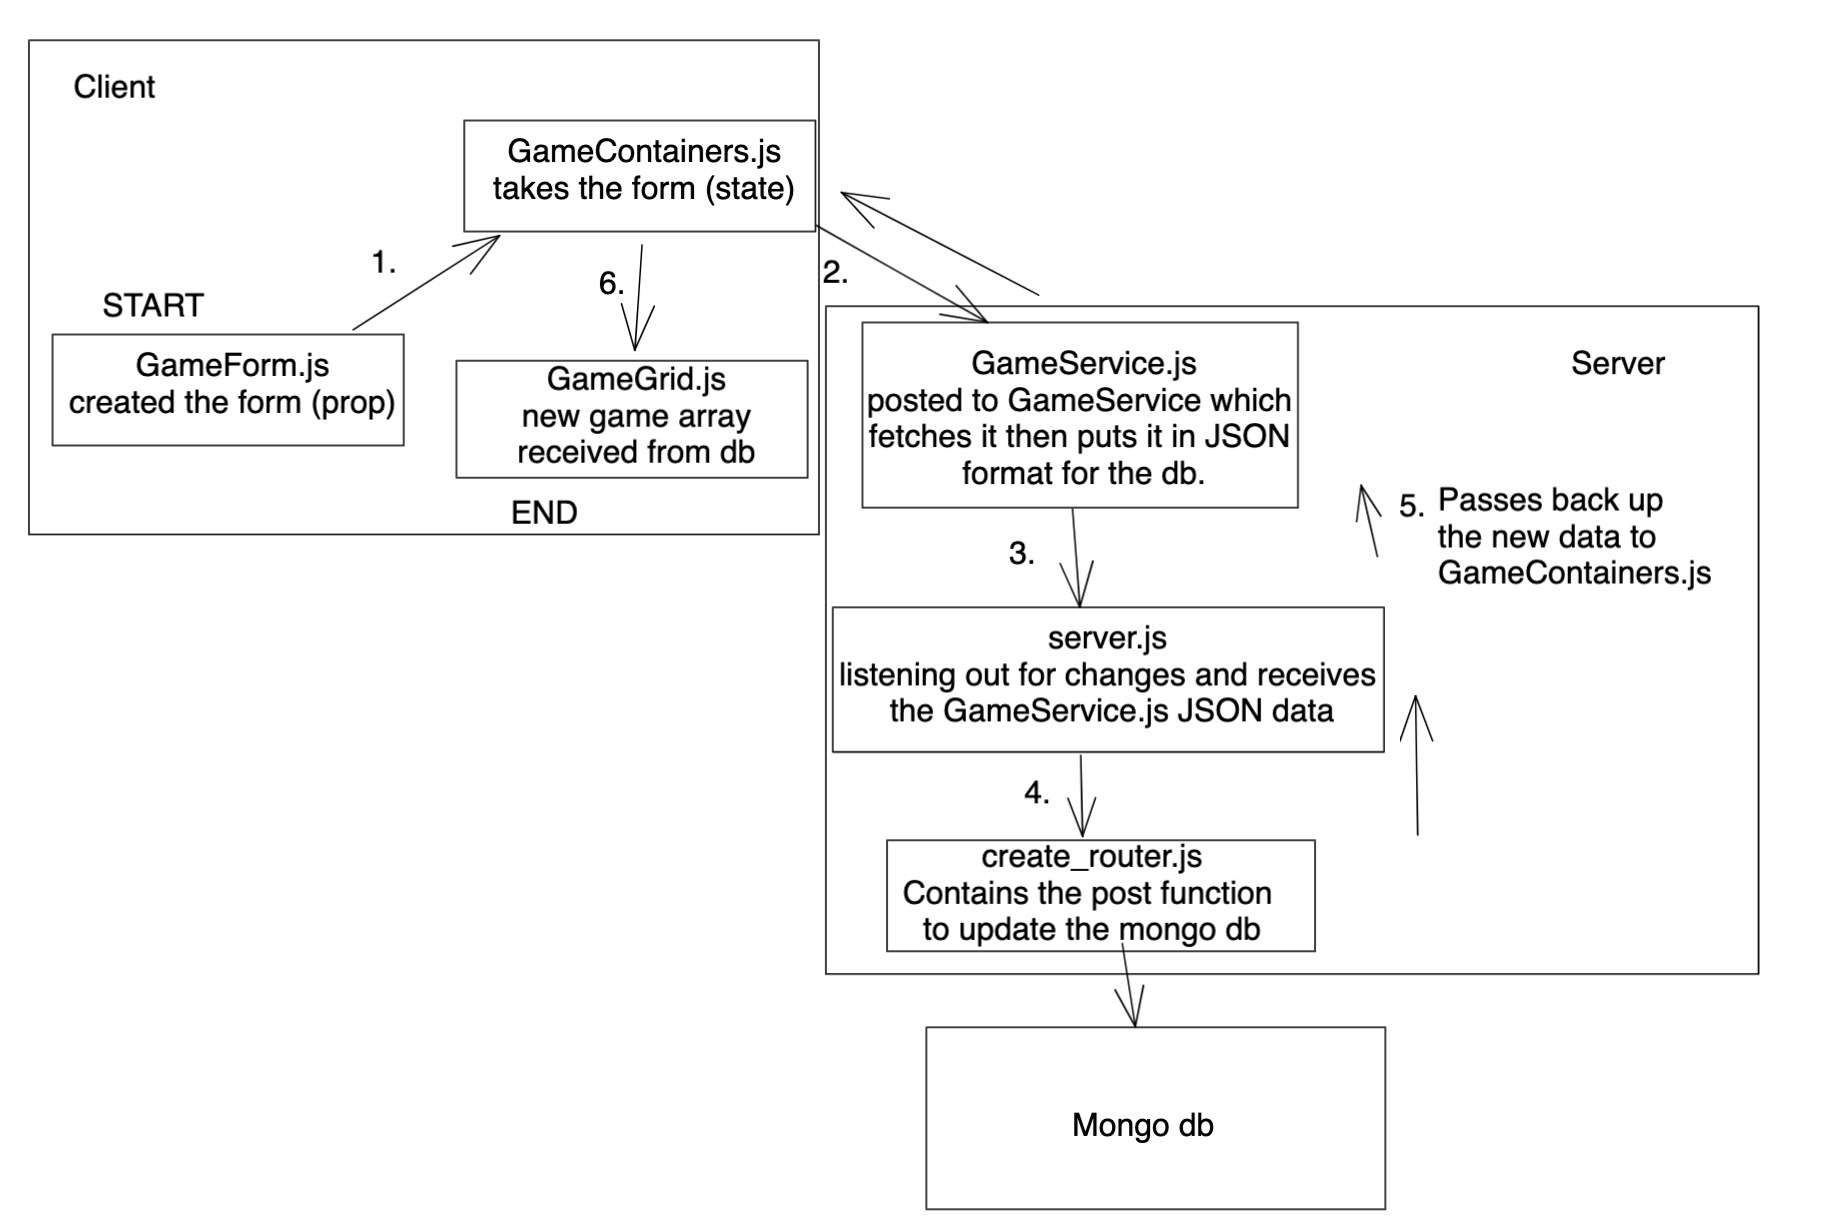 Client
GameContainers.js
takes the form (state)
1.
6.
2.
START
GameForm.js
created the form (prop)
GameGrid.js
new game array
received from db
END
Server
GameService.js
posted to GameService which
fetches it then puts it in JSON
format for the db.
3.
5. Passes back up
the new data to
GameContainers.js
server.js
listening out for changes and receives
the GameService.js JSON data
4.
create_router.js
Contains the post function
to update the mongo db
Mongo db